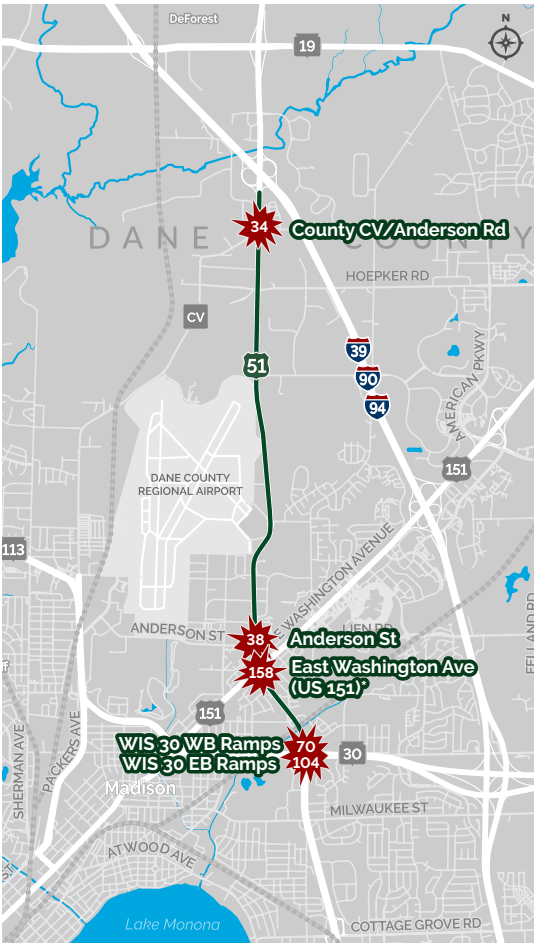 DeForest
N
19
34
County CV/Anderson Rd
DANE COUNTY
HOEPKER RD
CV
39
51
90
94
AMERICAN PKWY
151
DANE COUNTY
REGIONAL AIRPORT
113
WASHINGTON AVENUE
LIEN RD
FELLAND RD
ANDERSON ST
38
Anderson St
158
East Washington Ave
(US 151)*
151
PACKERS AVE
SHERMAN AVE
WIS 30 WB Ramps
70
30
WIS 30 EB Ramps
104
Madison
MILWAUKEE ST
ATWOOD AVE
ST
Lake Monona
COTTAGE GROVE RD